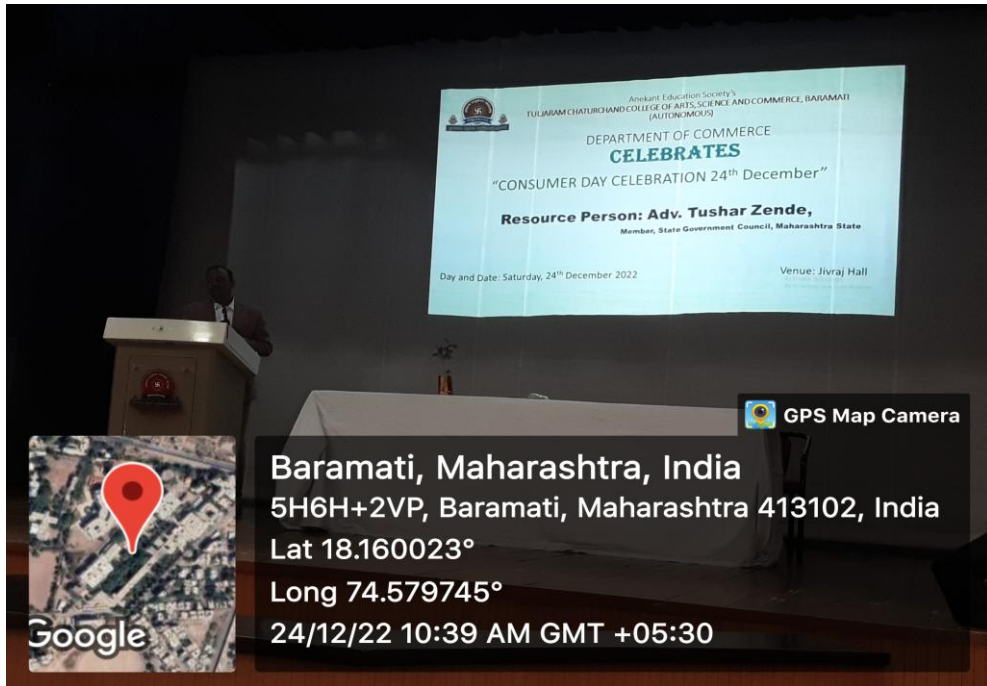 Anekant Education Society's
TULJARAM CHATURCHAND COLLEGE OF ARTS, SCIENCE AND COMMERCE, BARAMATI
(AUTONOMOUS)
DEPARTMENT OF COMMERCE
CELEBRATES
"CONSUMER DAY CELEBRATION 24th December"
Resource Person: Adv. Tushar Zende,
Member, State Government Council, Maharashtra State
Day and Date: Saturday, 24th December 2022
Venue: Jivraj Hall
GPS Map Camera
Baramati, Maharashtra, India
5H6H+2VP, Baramati, Maharashtra 413102, India
Lat 18.160023°
Long 74.579745°
24/12/22 10:39 AM GMT +05:30
Google